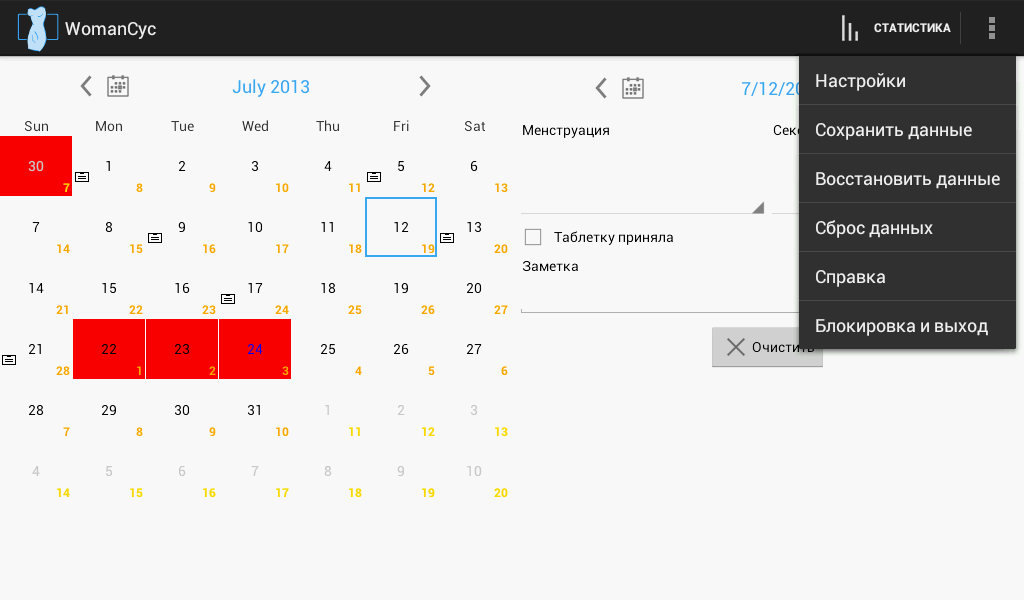 WomanCyc
СТАТИСТИКА
July 2013
Sun Mon Tue Wed Thu Fri Sat
30 1 2 3 4 5 6
7 8 9 10 11 12 13
7 8 9 10 11 12 13
14 15 16 17 18 19 20
14 15 16 17 18 19 20
21 22 23 24 25 26 27
21 22 23 24 25 26 27
28 1 2 3 4 5 6
28 29 30 31 1 2 3
7 8 9 10 11 12 13
4 5 6 7 8 9 10
14 15 16 17 18 19 20
7/12/20
Менструация
Секс
Таблетку приняла
Заметка
Очистить
Настройки
Сохранить данные
Восстановить данные
Сброс данных
Справка
Блокировка и выход